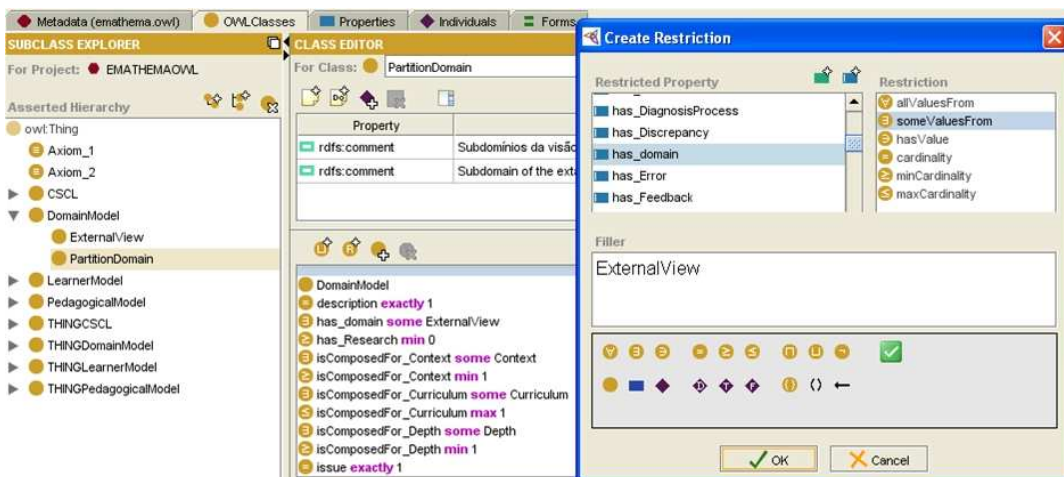 Metadata (emathema.owl)
OWLClasses
Properties
Individuals
Forms
SUBCLASS EXPLORER
For Project: EMATHEMAOWL
Asserted Hierarchy
owl:Thing
Axiom_1
Axiom_2
CSCL
DomainModel
ExternalView
PartitionDomain
LearnerModel
PedagogicalModel
THINGCSCL
THINGDomainModel
THINGLearnerModel
THINGPedagogicalModel
CLASS EDITOR
For Class: PartitionDomain
Property
rdfs:comment Subdomínios da visão
rdfs:comment Subdomain of the exte
DomainModel
description exactly 1
has_domain some ExternalView
has_Research min 0
isComposedFor_Context some Context
isComposedFor_Context min 1
isComposedFor_Curriculum some Curriculum
isComposedFor_Curriculum max 1
isComposedFor_Depth some Depth
isComposedFor_Depth min 1
issue exactly 1
Create Restriction
Restricted Property
has_DiagnosisProcess
has_Discrepancy
has_domain
has_Error
has_Feedback
Restriction
allValuesFrom
someValuesFrom
hasValue
cardinality
minCardinality
maxCardinality
Filler
ExternalView
OK
Cancel